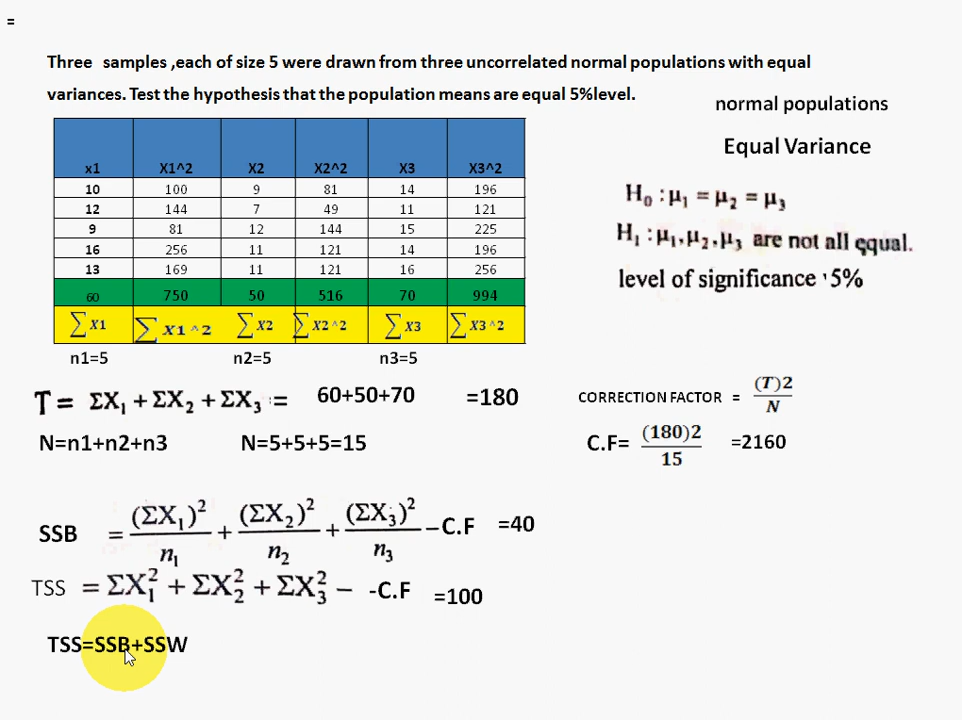 =
Three samples ,each of size 5 were drawn from three uncorrelated normal populations with equal
variances. Test the hypothesis that the population means are equal 5%level.
normal populations
Equal Variance
H₀ : μ₁ = μ₂ = μ₃
H₁ : μ₁,μ₂,μ₃ are not all equal.
level of significance '5%
x1 X1^2 X2 X2^2 X3 X3^2
10 100 9 81 14 196
12 144 7 49 11 121
9 81 12 144 15 225
16 256 11 121 14 196
13 169 11 121 16 256
60 750 50 516 70 994
∑X1 ∑X1^2 ∑X2 ∑X2^2 ∑X3 ∑X3^2
n1=5 n2=5 n3=5
T = ΣX₁ + ΣX₂ + ΣX₃ := 60+50+70 =180
CORRECTION FACTOR = (T)2/N
N=n1+n2+n3 N=5+5+5=15
C.F= (180)2/15 =2160
SSB = (ΣX₁)²/n₁ + (ΣX₂)²/n₂ + (ΣX₃)²/n₃ – C.F =40
TSS = ΣX₁² + ΣX₂² + ΣX₃² – -C.F =100
TSS=SSB+SSW